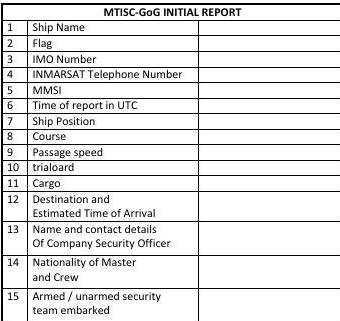 MTISC-GoG INITIAL REPORT
1 Ship Name
2 Flag
3 IMO Number
4 INMARSAT Telephone Number
5 MMSI
6 Time of report in UTC
7 Ship Position
8 Course
9 Passage speed
10 trialoard
11 Cargo
12 Destination and
Estimated Time of Arrival
13 Name and contact details
Of Company Security Officer
14 Nationality of Master
and Crew
15 Armed / unarmed security
team embarked